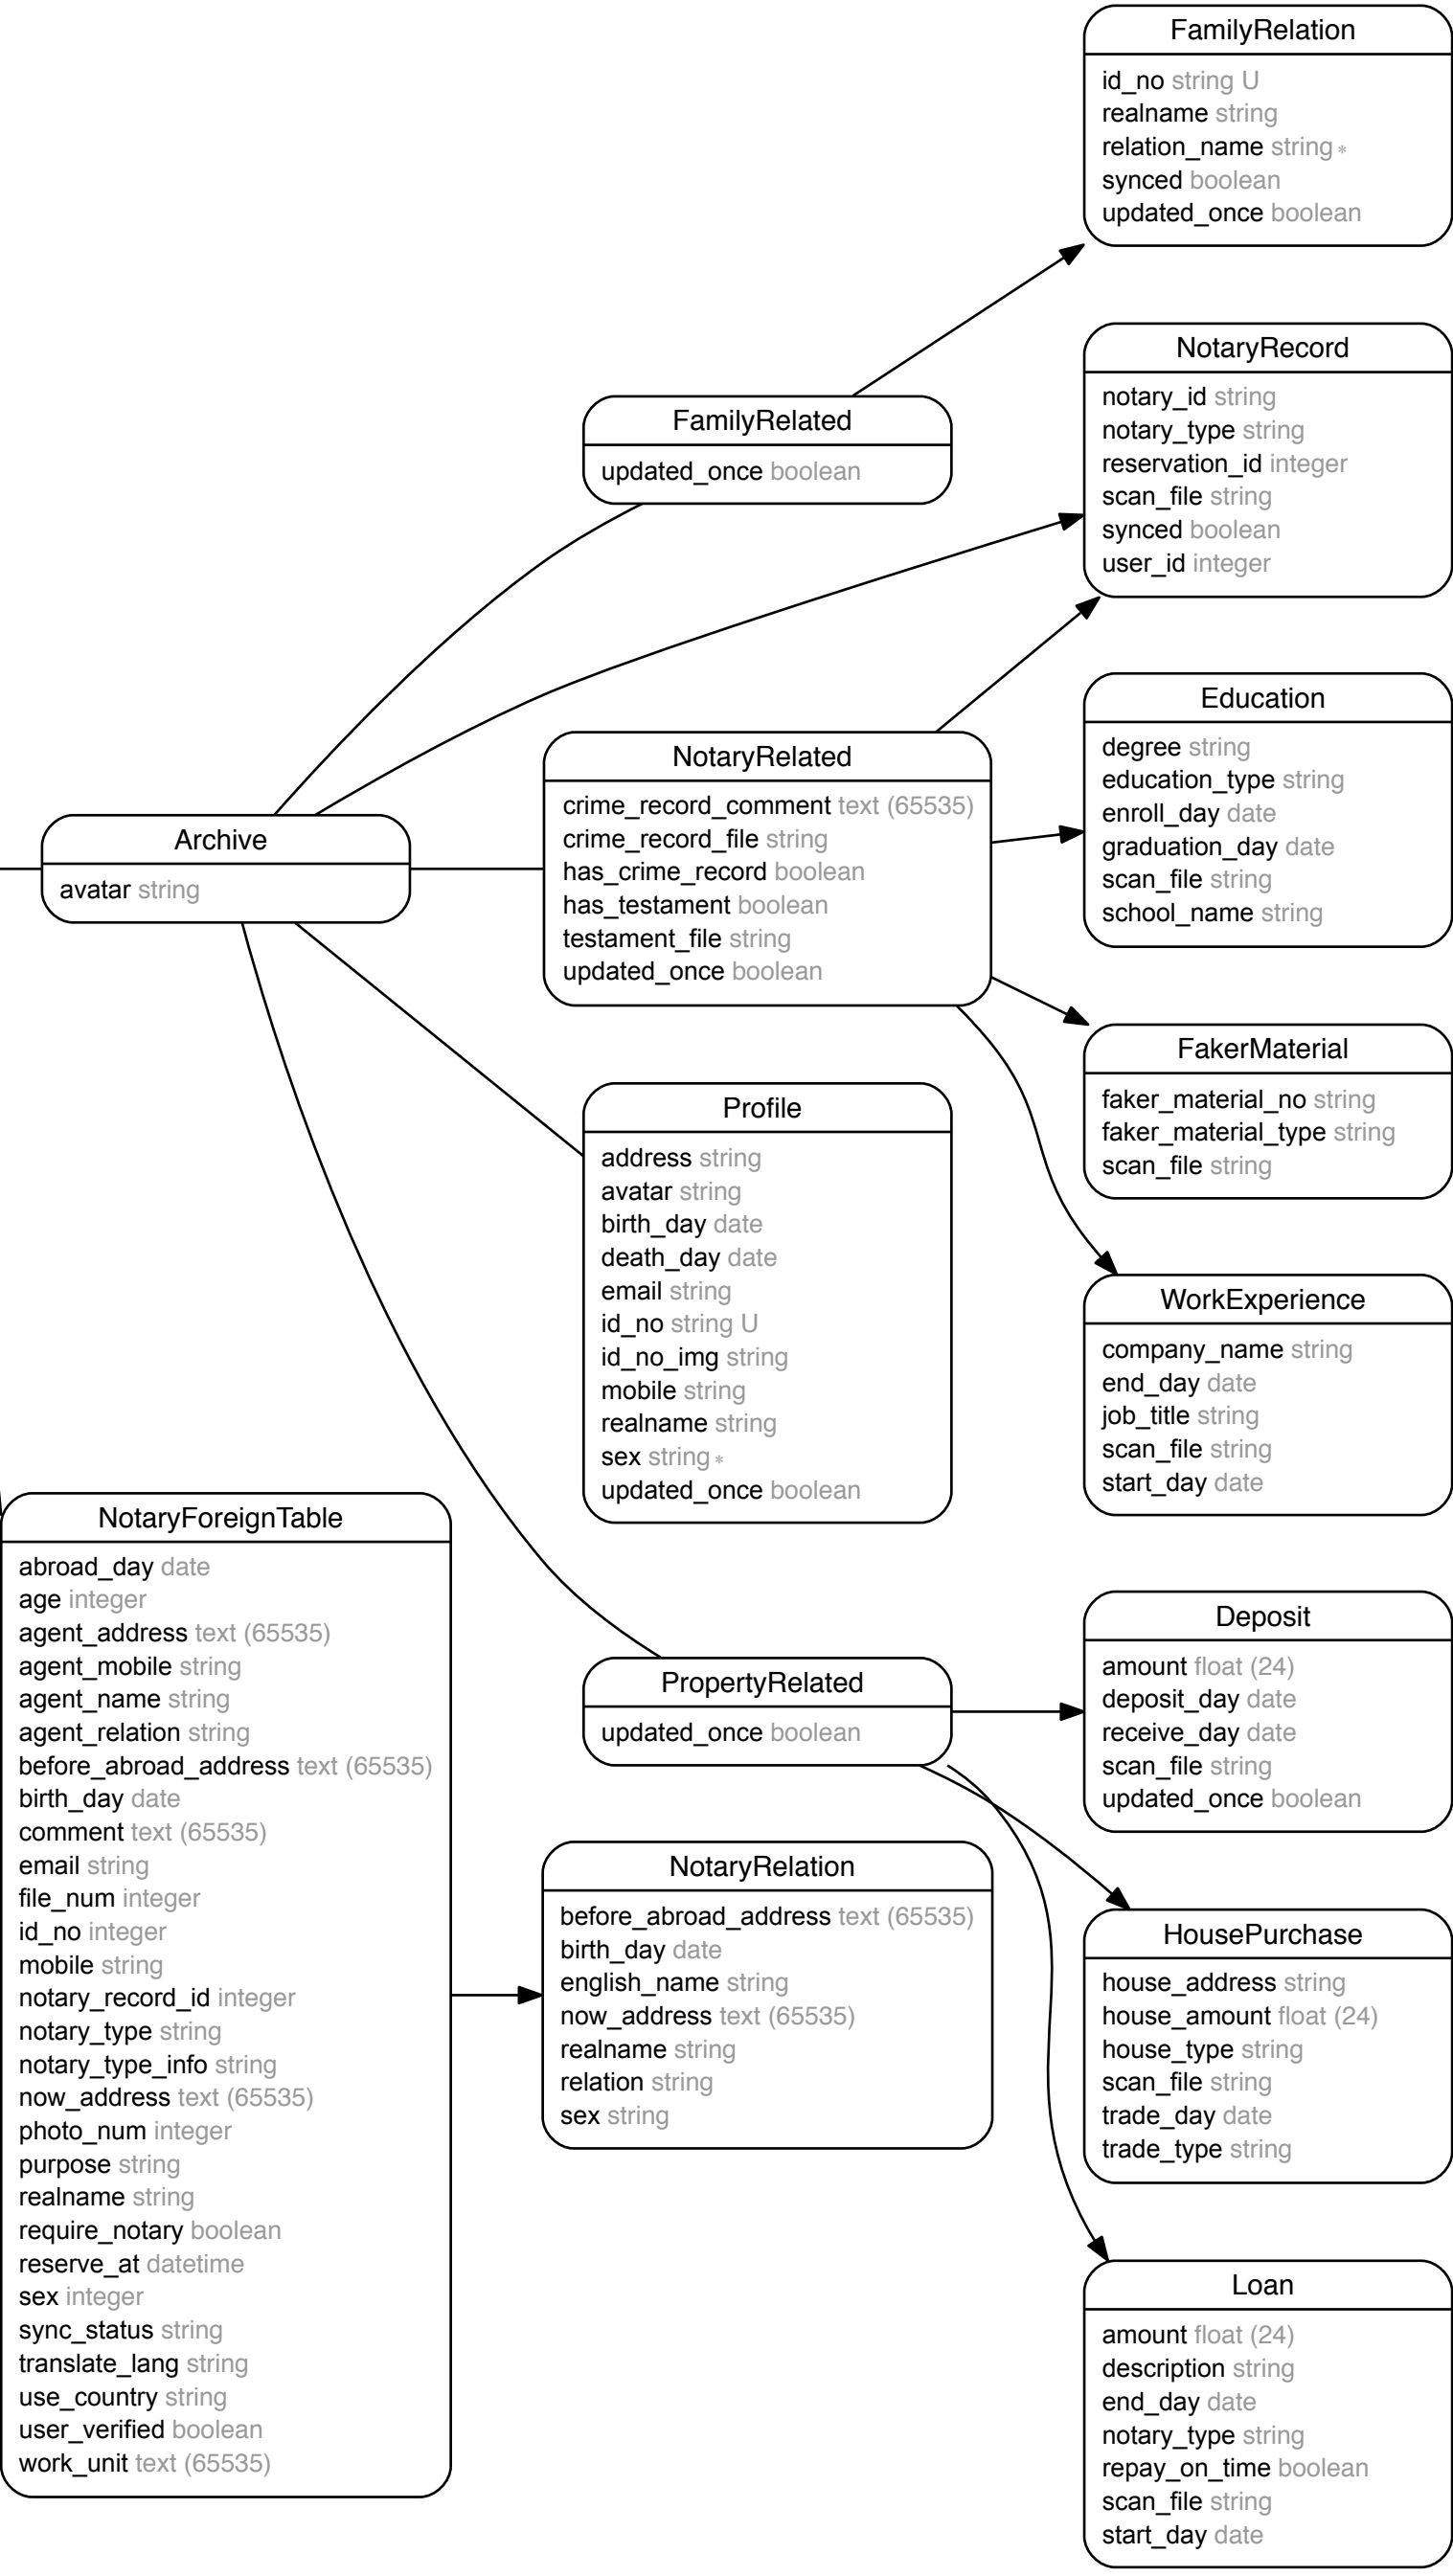 FamilyRelation
id_no string U
realname string
relation_name string *
synced boolean
updated_once boolean
NotaryRecord
notary_id string
notary_type string
reservation_id integer
scan_file string
synced boolean
user_id integer
FamilyRelated
updated_once boolean
Education
degree string
education_type string
enroll_day date
graduation_day date
scan_file string
school_name string
NotaryRelated
crime_record_comment text (65535)
crime_record_file string
has_crime_record boolean
has_testament boolean
testament_file string
updated_once boolean
Archive
avatar string
FakerMaterial
faker_material_no string
faker_material_type string
scan_file string
Profile
address string
avatar string
birth_day date
death_day date
email string
id_no string U
id_no_img string
mobile string
realname string
sex string *
updated_once boolean
WorkExperience
company_name string
end_day date
job_title string
scan_file string
start_day date
NotaryForeignTable
abroad_day date
age integer
agent_address text (65535)
agent_mobile string
agent_name string
agent_relation string
before_abroad_address text (65535)
birth_day date
comment text (65535)
email string
file_num integer
id_no integer
mobile string
notary_record_id integer
notary_type string
notary_type_info string
now_address text (65535)
photo_num integer
purpose string
realname string
require_notary boolean
reserve_at datetime
sex integer
sync_status string
translate_lang string
use_country string
user_verified boolean
work_unit text (65535)
PropertyRelated
updated_once boolean
Deposit
amount float (24)
deposit_day date
receive_day date
scan_file string
updated_once boolean
NotaryRelation
before_abroad_address text (65535)
birth_day date
english_name string
now_address text (65535)
realname string
relation string
sex string
HousePurchase
house_address string
house_amount float (24)
house_type string
scan_file string
trade_day date
trade_type string
Loan
amount float (24)
description string
end_day date
notary_type string
repay_on_time boolean
scan_file string
start_day date